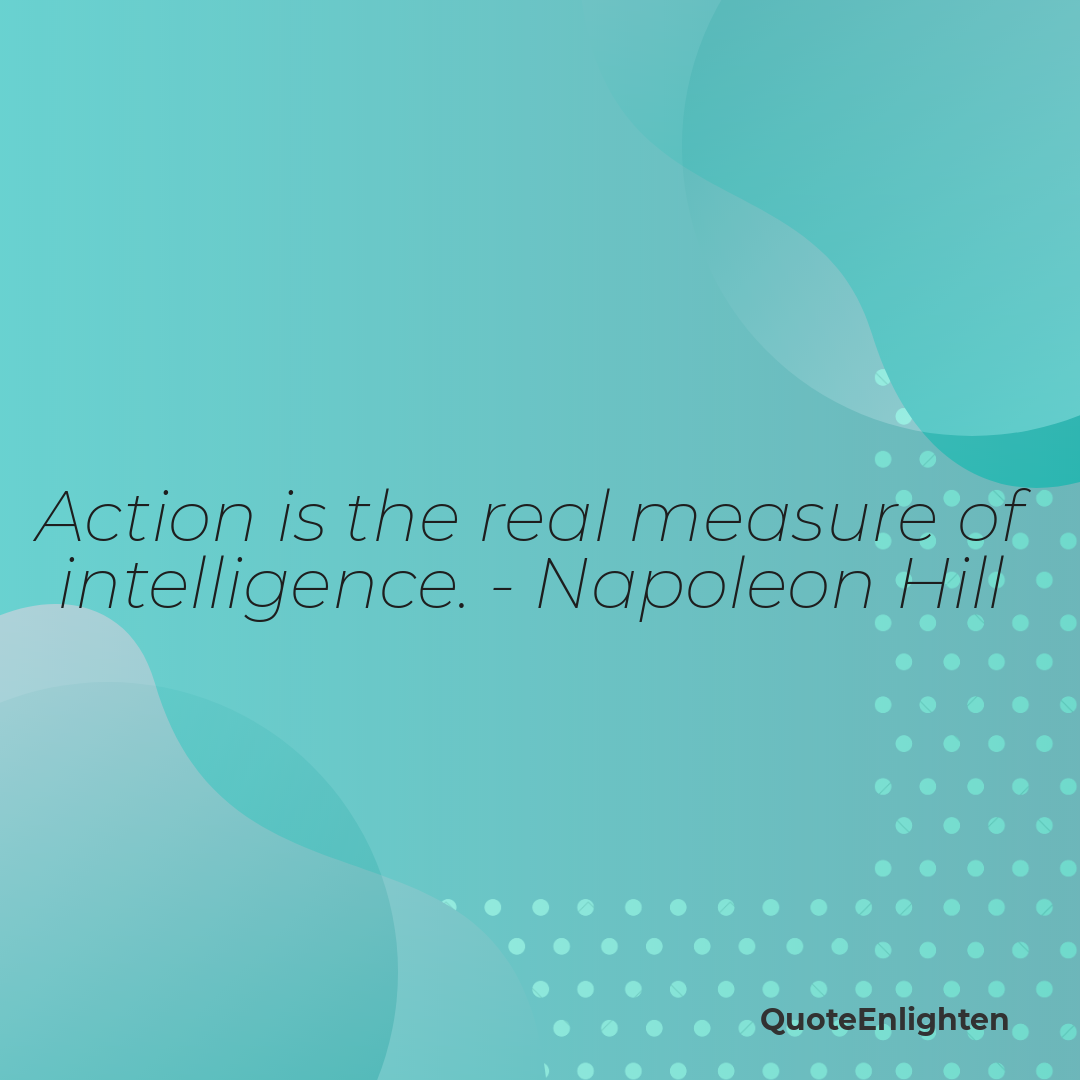 Action is the real measure of
intelligence. - Napoleon Hill
QuoteEnlighten